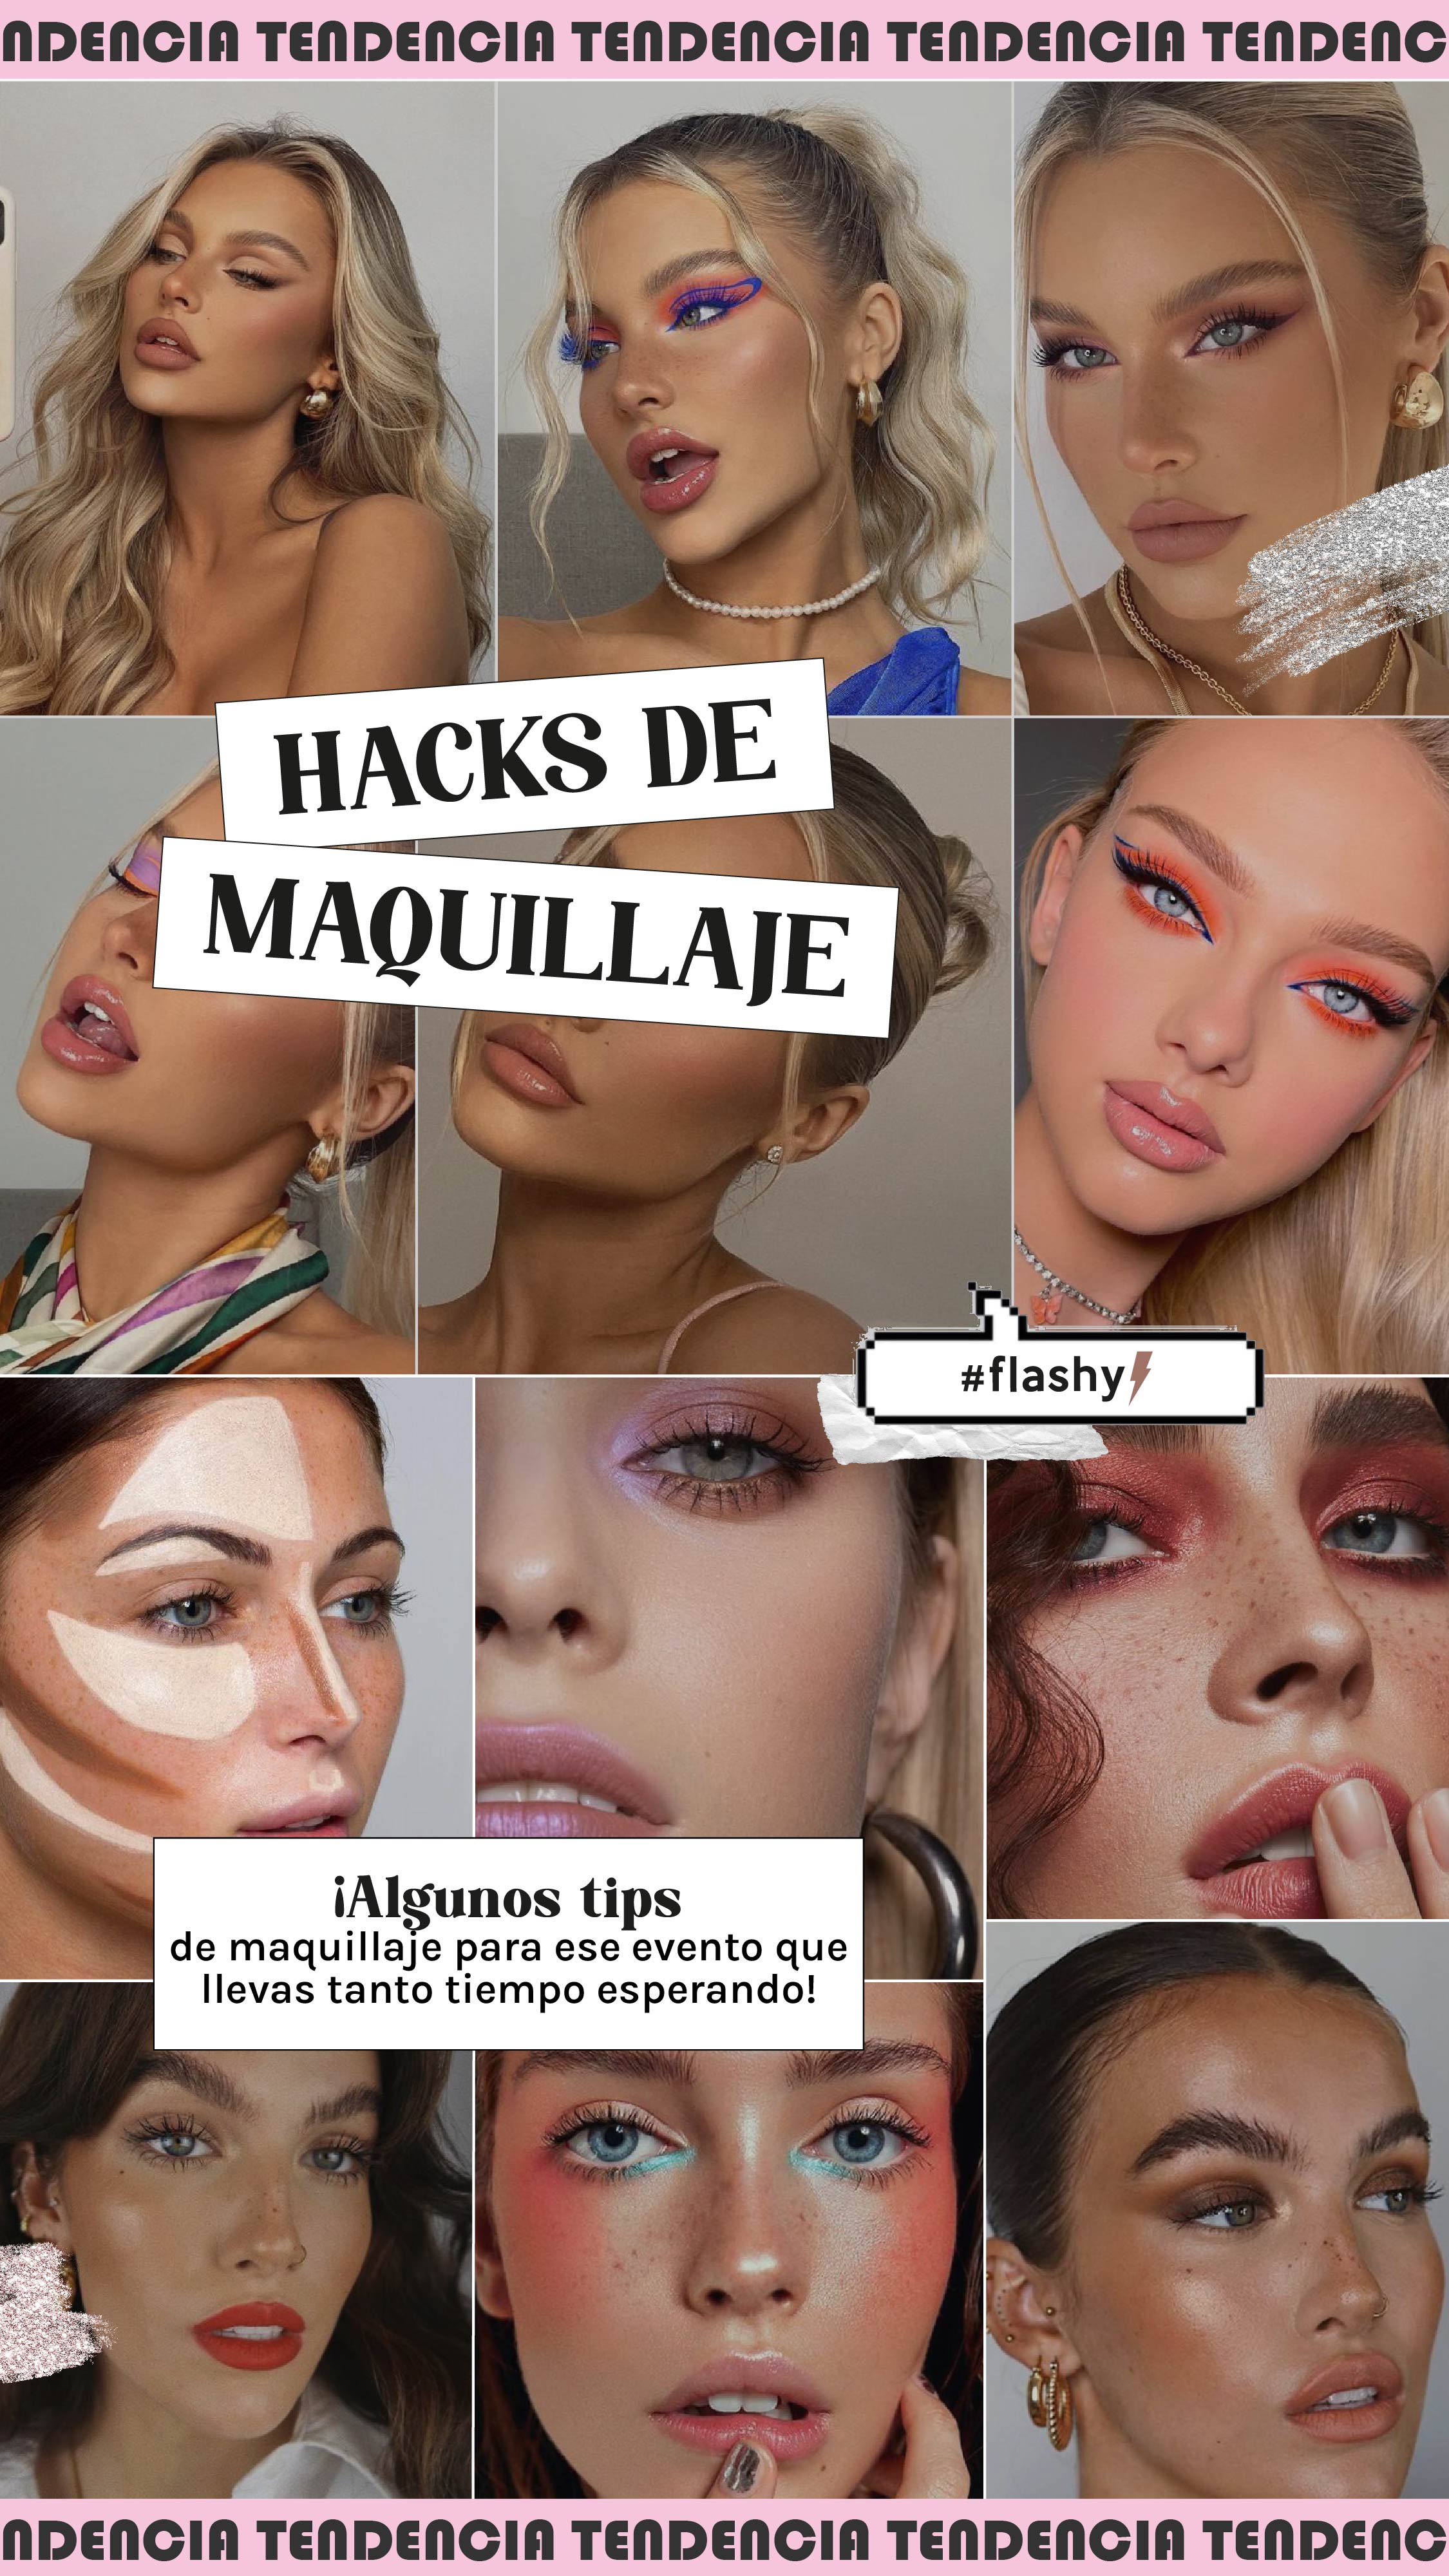 NDENCIA TENDENCIA TENDENCIA TENDENCIA TENDENC
HACKS DE
MAQUILLAJE
#flashy
¡Algunos tips
de maquillaje para ese evento que
llevas tanto tiempo esperando!
NDENCIA TENDENCIA TENDENCIA TENDENCIA TENDENC